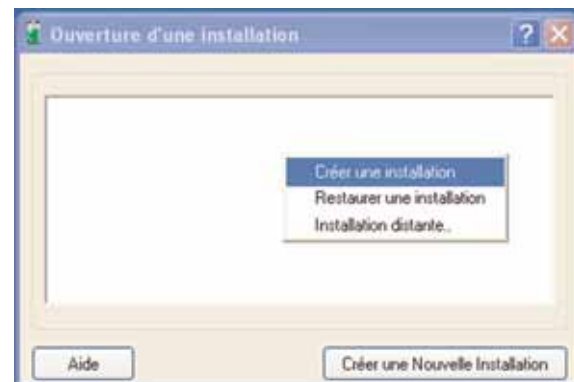 Ouverture d'une installation
Créer une installation
Restaurer une installation
Installation distante..
Aide
Créer une Nouvelle Installation